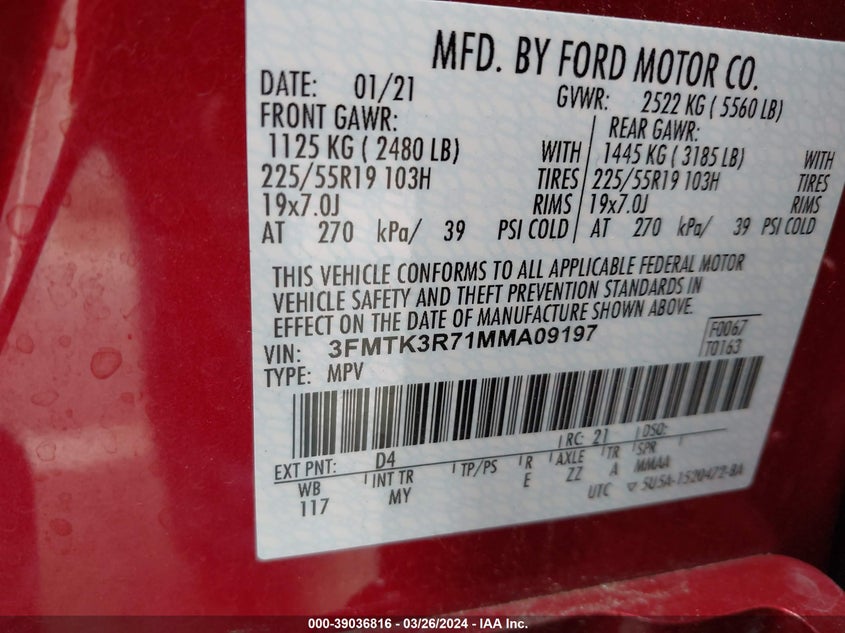 MFD. BY FORD MOTOR CO.
DATE: 01/21 GVWR: 2522 KG ( 5560 LB)
FRONT GAWR: REAR GAWR:
1125 KG ( 2480 LB) WITH 1445 KG ( 3185 LB) WITH
225/55R19 103H TIRES 225/55R19 103H TIRES
19x7.0J RIMS 19x7.0J RIMS
AT 270 kPa/ 39 PSI COLD AT 270 kPa/ 39 PSI COLD
THIS VEHICLE CONFORMS TO ALL APPLICABLE FEDERAL MOTOR
VEHICLE SAFETY AND THEFT PREVENTION STANDARDS IN
EFFECT ON THE DATE OF MANUFACTURE SHOWN ABOVE.
VIN: 3FMTK3R71MMA09197 F0067
TYPE: MPV T0163
RC: 21 DSO:
EXT PNT: D4
WB INT TR TP/PS R AXLE TR SPR
117 MY E ZZ A MMAA
UTC ▽ 5U5A-1520472-BA
000-39036816 - 03/26/2024 - IAA Inc.